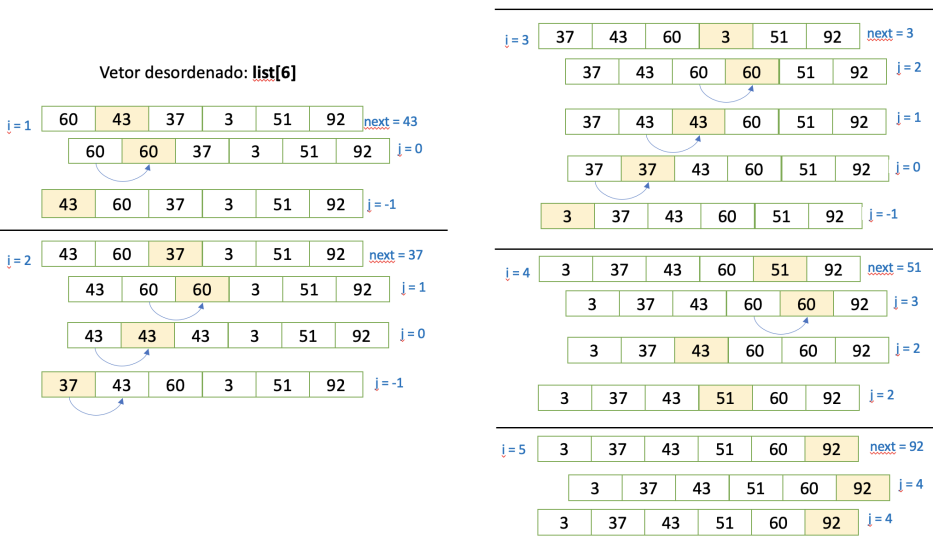 Vetor desordenado: list[6]
i = 1 60 43 37 3 51 92 next = 43
60 60 37 3 51 92 j = 0
43 60 37 3 51 92 j = -1
i = 2 43 60 37 3 51 92 next = 37
43 60 60 3 51 92 j = 1
43 43 43 3 51 92 j = 0
37 43 60 3 51 92 j = -1
i = 3 37 43 60 3 51 92 next = 3
37 43 60 60 51 92 j = 2
37 43 43 60 51 92 j = 1
37 37 43 60 51 92 j = 0
3 37 43 60 51 92 j = -1
i = 4 3 37 43 60 51 92 next = 51
3 37 43 60 60 92 j = 3
3 37 43 60 60 92 j = 2
3 37 43 51 60 92 j = 2
i = 5 3 37 43 51 60 92 next = 92
3 37 43 51 60 92 j = 4
3 37 43 51 60 92 j = 4